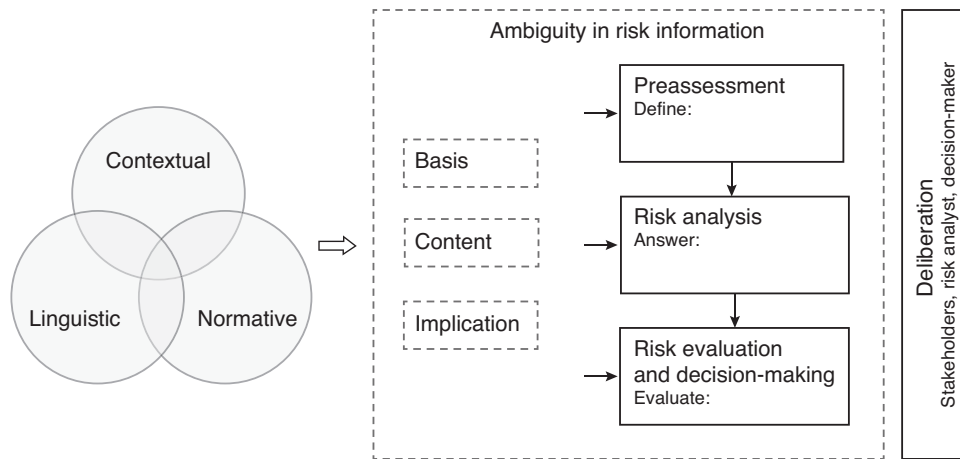 Ambiguity in risk information
Contextual
Linguistic
Normative
Basis
Content
Implication
Preassessment
Define:
Risk analysis
Answer:
Risk evaluation
and decision-making
Evaluate:
Deliberation
Stakeholders, risk analyst, decision-maker